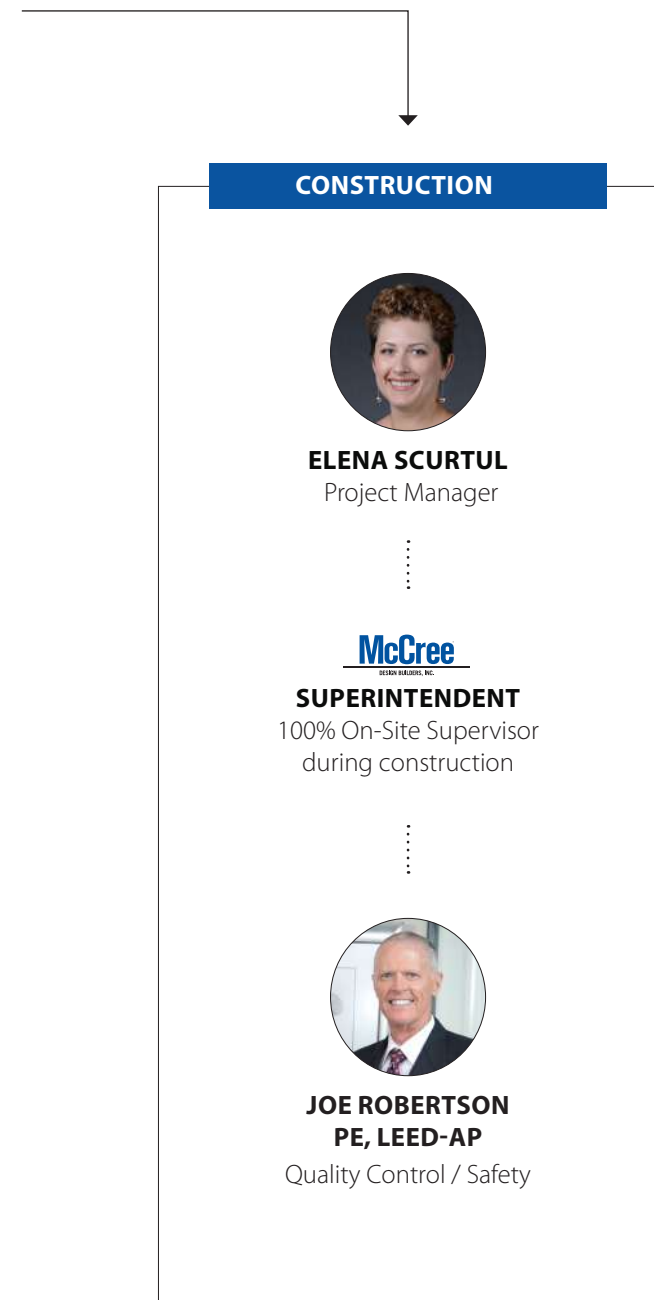 CONSTRUCTION
ELENA SCURTUL
Project Manager
McCree
DESIGN BUILDERS, INC.
SUPERINTENDENT
100% On-Site Supervisor
during construction
JOE ROBERTSON
PE, LEED-AP
Quality Control / Safety